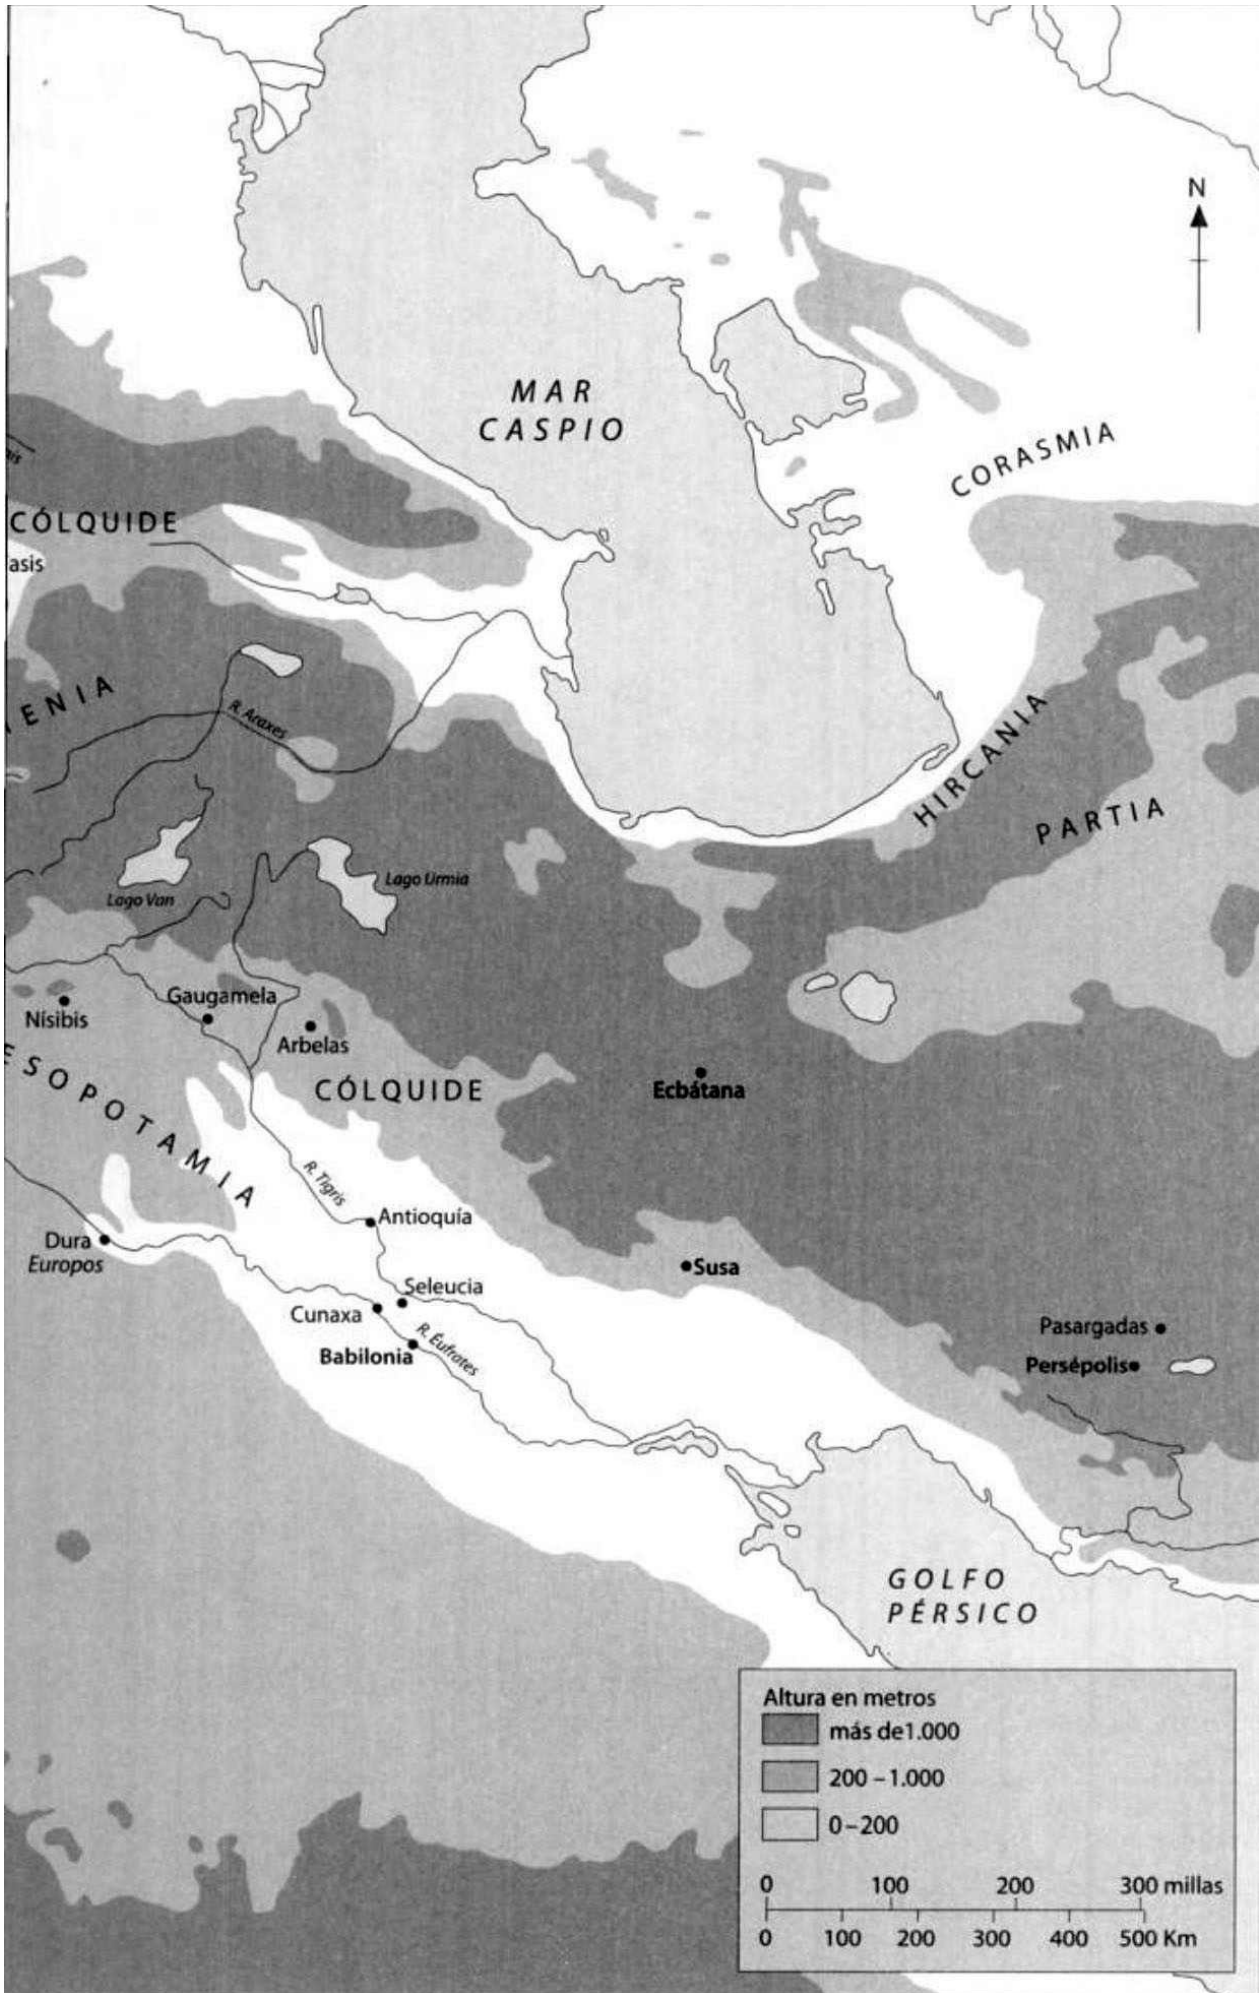 N
MAR
CASPIO
CORASMIA
CÓLQUIDE
asis
ENIA
R. Araxes
HIRCANIA
PARTIA
Lago Van
Lago Urmia
Gaugamela
Nísibis
Arbelas
ESOPOTAMIA
CÓLQUIDE
Ecbátana
R. Tigris
Antioquía
Dura
Europos
Susa
Seleucia
Cunaxa
R. Éufrates
Babilonia
Pasargadas
Persépolis
GOLFO
PÉRSICO
Altura en metros
más de1.000
200 – 1.000
0 – 200
0 100 200 300 millas
0 100 200 300 400 500 Km